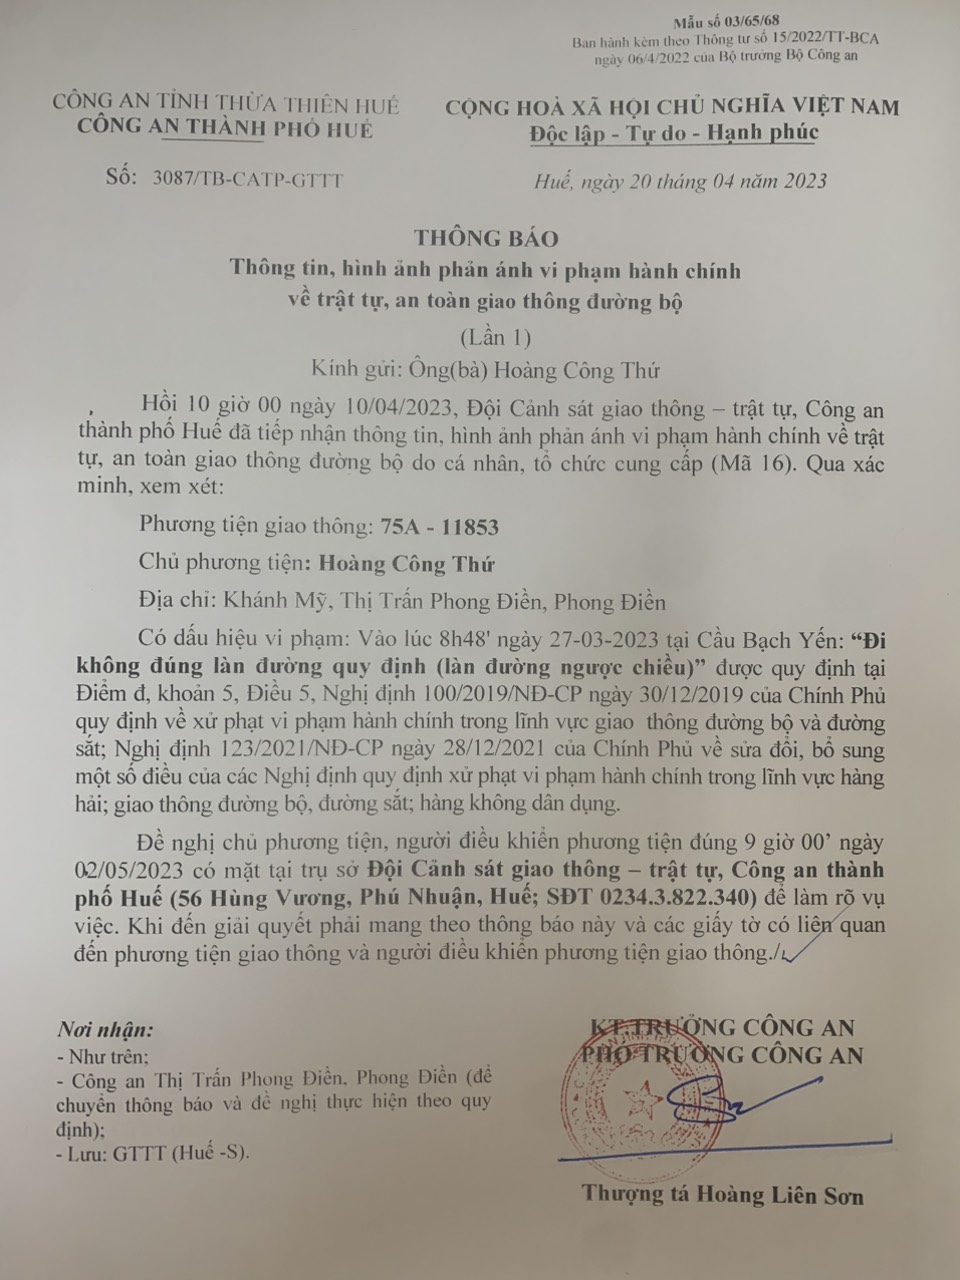 Mẫu số 03/65/68
Ban hành kèm theo Thông tư số 15/2022/TT-BCA
ngày 06/4/2022 của Bộ trưởng Bộ Công an
CÔNG AN TỈNH THỪA THIÊN HUẾ
CÔNG AN THÀNH PHỐ HUẾ
CỘNG HOÀ XÃ HỘI CHỦ NGHĨA VIỆT NAM
Độc lập - Tự do - Hạnh phúc
Số: 3087/TB-CATP-GTTT
Huế, ngày 20 tháng 04 năm 2023
THÔNG BÁO
Thông tin, hình ảnh phản ánh vi phạm hành chính
về trật tự, an toàn giao thông đường bộ
(Lần 1)
Kính gửi: Ông(bà) Hoàng Công Thứ
Hồi 10 giờ 00 ngày 10/04/2023, Đội Cảnh sát giao thông – trật tự, Công an
thành phố Huế đã tiếp nhận thông tin, hình ảnh phản ánh vi phạm hành chính về trật
tự, an toàn giao thông đường bộ do cá nhân, tổ chức cung cấp (Mã 16). Qua xác
minh, xem xét:
Phương tiện giao thông: 75A - 11853
Chủ phương tiện: Hoàng Công Thứ
Địa chỉ: Khánh Mỹ, Thị Trấn Phong Điền, Phong Điền
Có dấu hiệu vi phạm: Vào lúc 8h48' ngày 27-03-2023 tại Cầu Bạch Yến: “Đi
không đúng làn đường quy định (làn đường ngược chiều)” được quy định tại
Điểm đ, khoản 5, Điều 5, Nghị định 100/2019/NĐ-CP ngày 30/12/2019 của Chính Phủ
quy định về xử phạt vi phạm hành chính trong lĩnh vực giao thông đường bộ và đường
sắt; Nghị định 123/2021/NĐ-CP ngày 28/12/2021 của Chính Phủ về sửa đổi, bổ sung
một số điều của các Nghị định quy định xử phạt vi phạm hành chính trong lĩnh vực hàng
hải; giao thông đường bộ, đường sắt; hàng không dân dụng.
Đề nghị chủ phương tiện, người điều khiển phương tiện đúng 9 giờ 00’ ngày
02/05/2023 có mặt tại trụ sở Đội Cảnh sát giao thông – trật tự, Công an thành
phố Huế (56 Hùng Vương, Phú Nhuận, Huế; SĐT 0234.3.822.340) để làm rõ vụ
việc. Khi đến giải quyết phải mang theo thông báo này và các giấy tờ có liên quan
đến phương tiện giao thông và người điều khiển phương tiện giao thông./.
Nơi nhận:
- Như trên;
- Công an Thị Trấn Phong Điền, Phong Điền (để
chuyển thông báo và đề nghị thực hiện theo quy
định);
- Lưu: GTTT (Huế -S).
KT.TRƯỞNG CÔNG AN
PHÓ TRƯỞNG CÔNG AN
Thượng tá Hoàng Liên Sơn